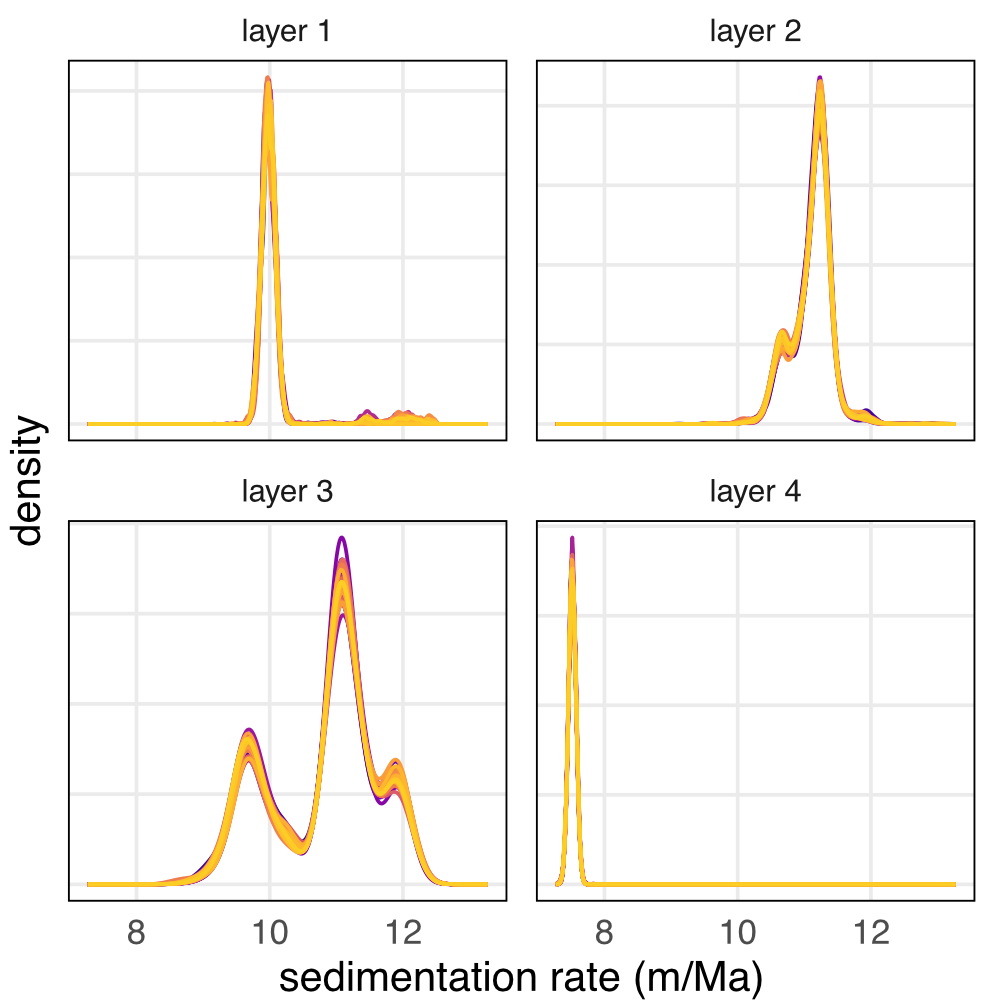 layer 1
layer 2
density
layer 3
layer 4
8 10 12 8 10 12
sedimentation rate (m/Ma)